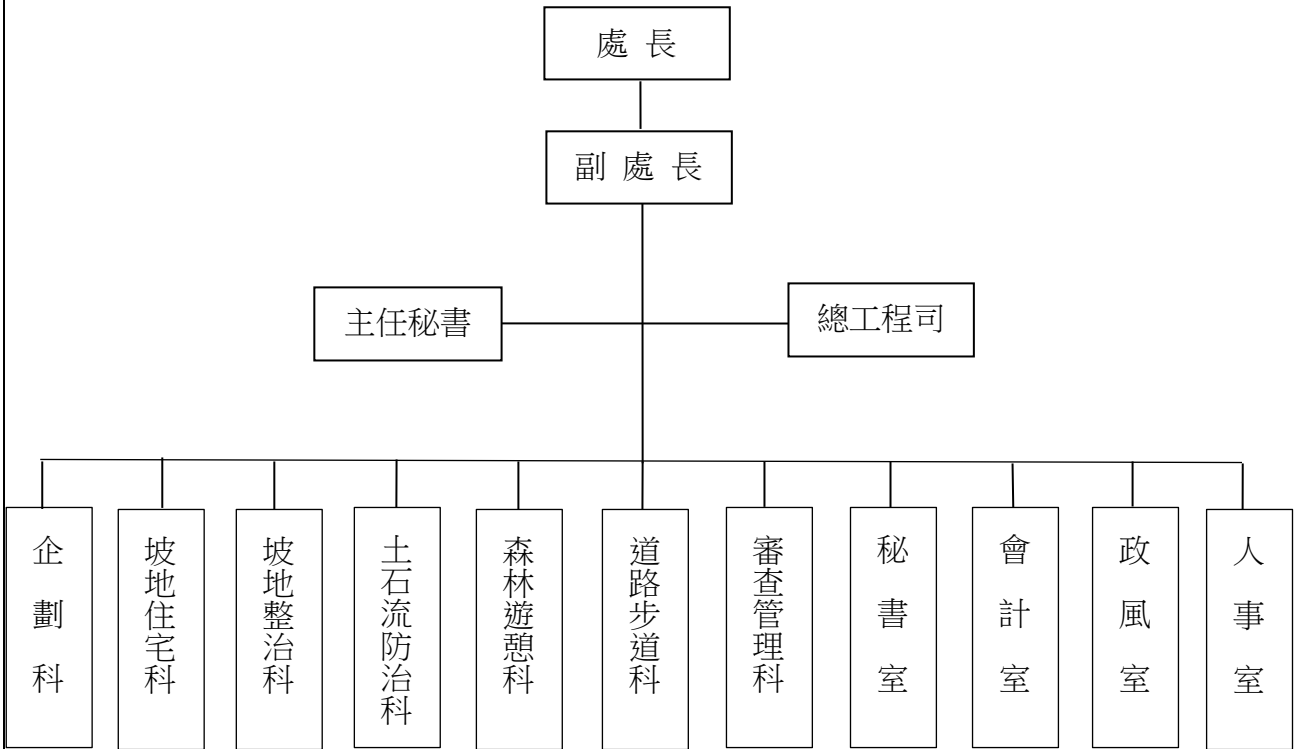 處 長
副 處 長
主任秘書
總工程司
企劃科
坡地住宅科
坡地整治科
土石流防治科
森林遊憩科
道路步道科
審查管理科
秘書室
會計室
政風室
人事室